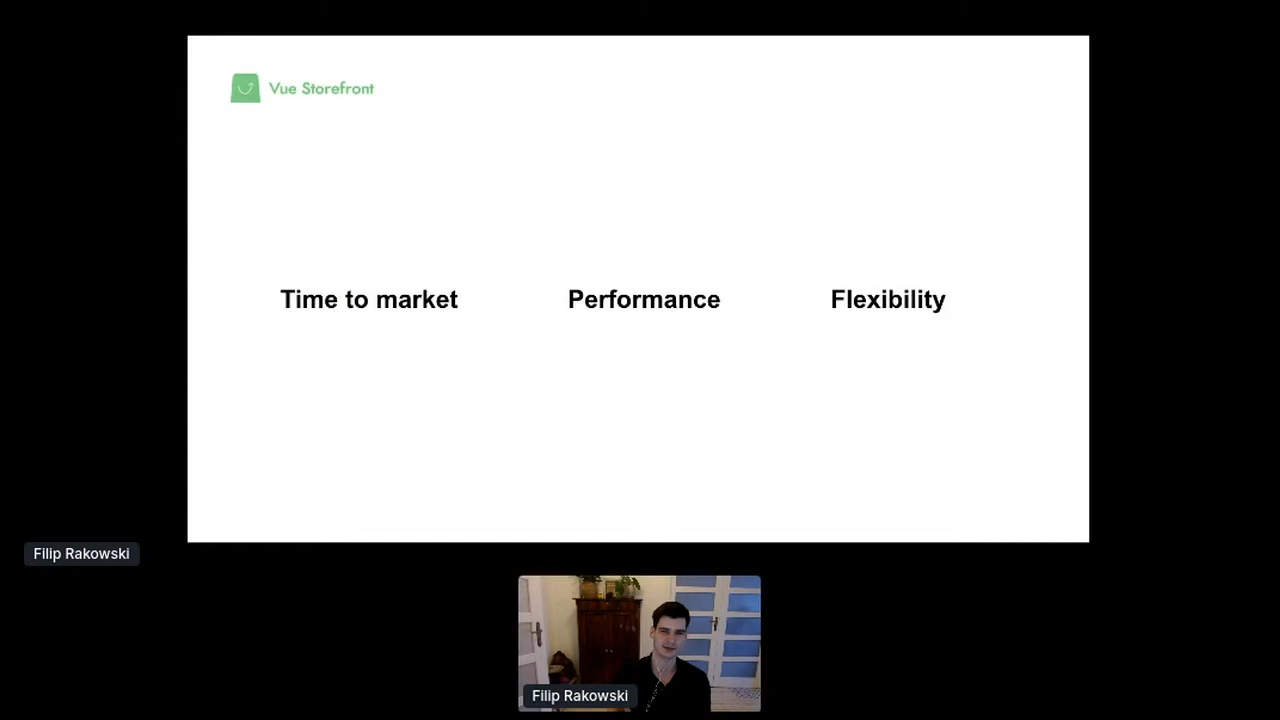 Vue Storefront
Time to market Performance Flexibility
Filip Rakowski
Filip Rakowski